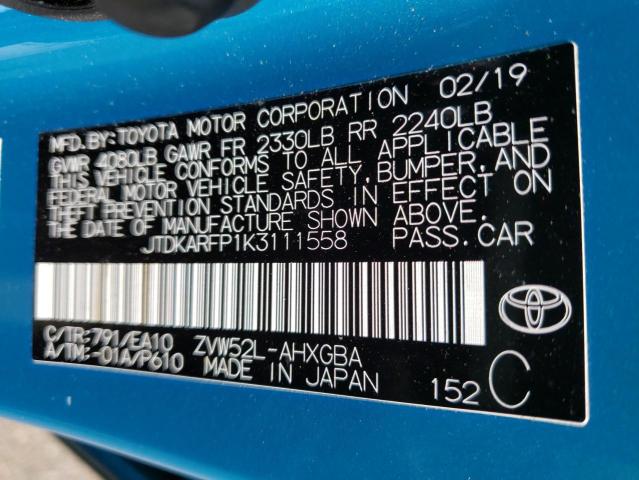 MFD.BY:TOYOTA MOTOR CORPORATION 02/19
GVWR 4080LB GAWR FR 2330LB RR 2240LB
THIS VEHICLE CONFORMS TO ALL APPLICABLE
FEDERAL MOTOR VEHICLE SAFETY,BUMPER,AND
THEFT PREVENTION STANDARDS IN EFFECT ON
THE DATE OF MANUFACTURE SHOWN ABOVE.
JTDKARFP1K3111558 PASS.CAR
C/TR:791/EA10 ZVW52L-AHXGBA
A/TM:-01A/P610 MADE IN JAPAN
152 C